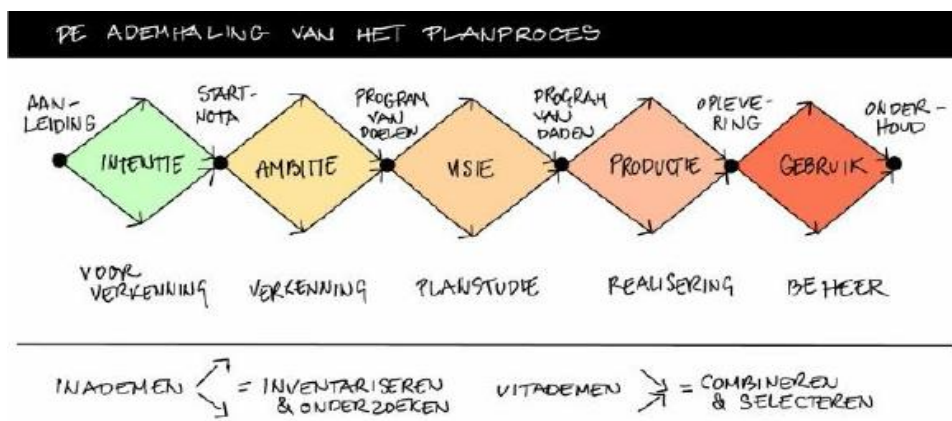 DE ADEMHALING VAN HET PLANPROCES
AAN-
LEIDING
START-
NOTA
PROGRAM
VAN
DOELEN
PROGRAM
VAN
DADEN
OPLEVE-
RING
ONDER-
HOUD
INTENTIE
AMBITIE
VISIE
PRODUCTIE
GEBRUIK
VOOR
VERKENNING
VERKENNING
PLANSTUDIE
REALISERING
BEHEER
INADEMEN = INVENTARISEREN
& ONDERZOEKEN
UITADEMEN = COMBINEREN
& SELECTEREN